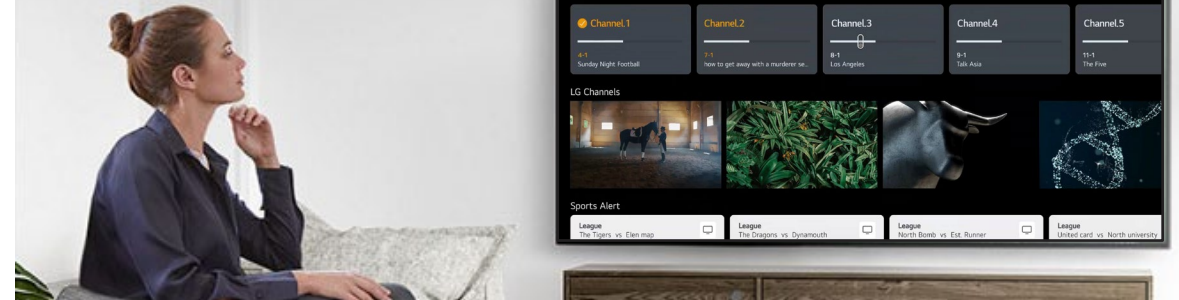 Channel.1
Channel.2
Channel.3
Channel.4
Channel.5
4-1
7-1
8-1
9-1
11-1
Sunday Night Football
how to get away with a murderer se...
Los Angeles
Talk Asia
The Five
LG Channels
Sports Alert
League
League
League
League
The Tigers vs Elen map
The Dragons vs Dynamouth
North Bomb vs Est. Runner
United card vs North university